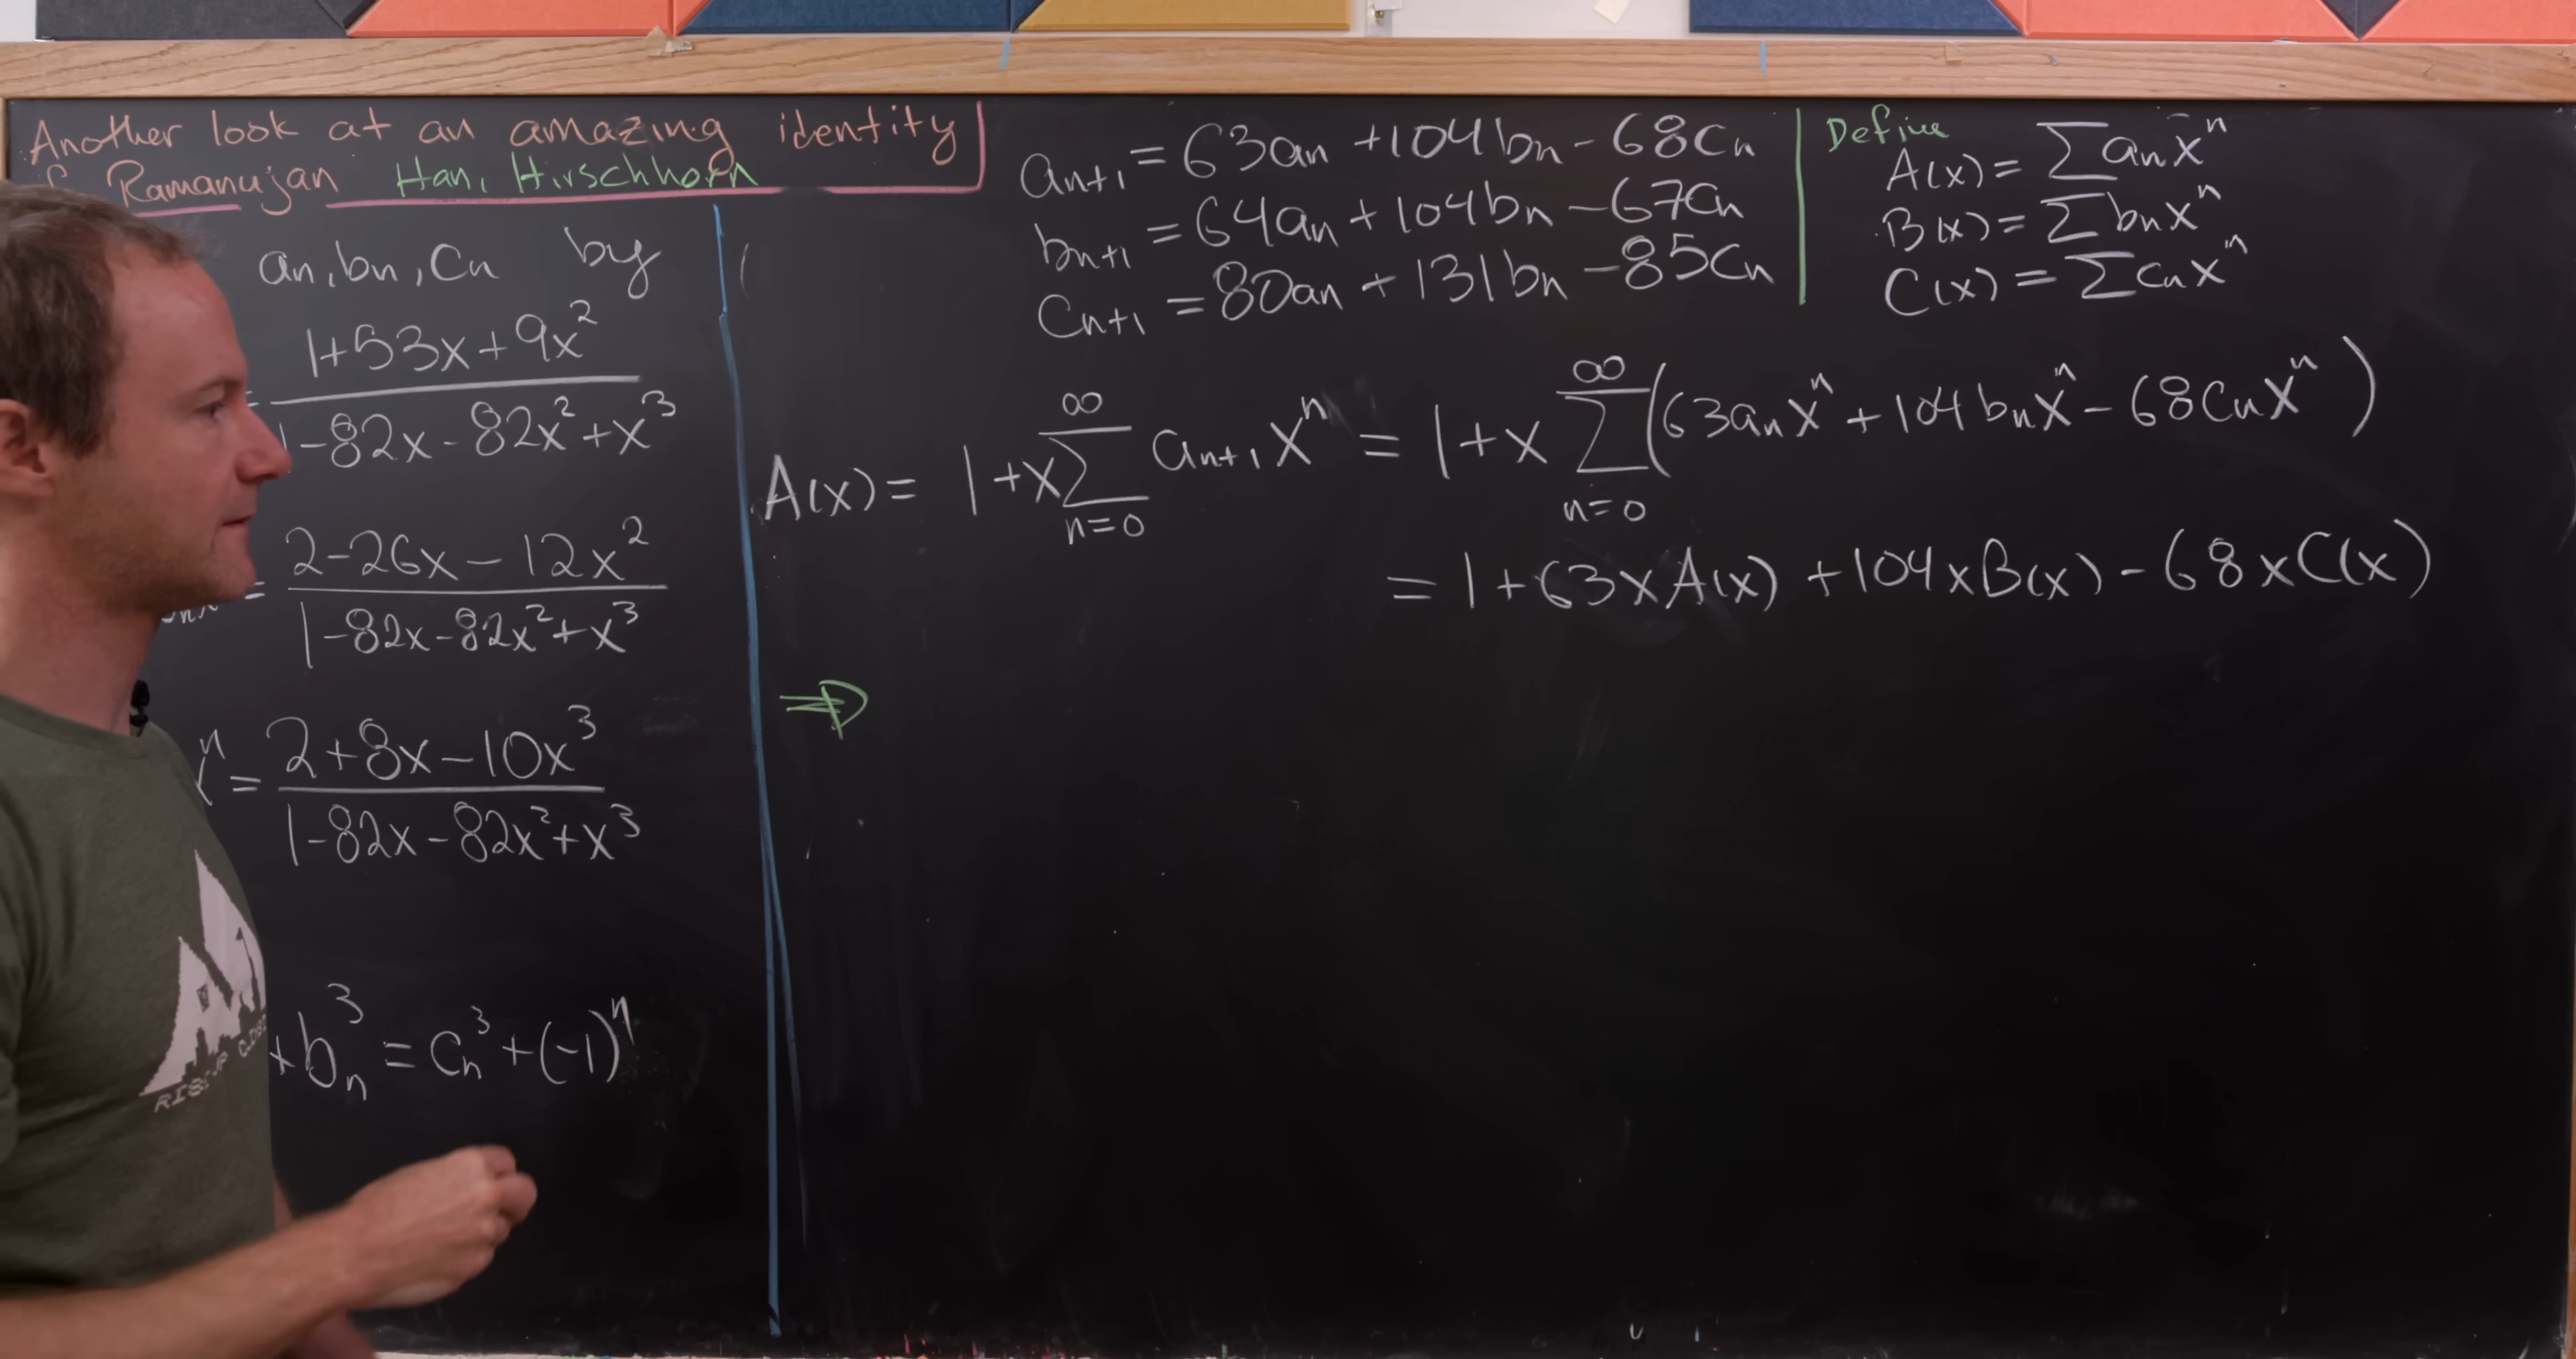 Another look at an amazing identity
Ramanujan Han, Hirschhorn
an, bn, cn by
= 1+53x+9x²
1-82x-82x²+x³
= 2-26x-12x²
1-82x-82x²+x³
xⁿ = 2+8x-10x³
1-82x-82x²+x³
+bₙ³ = cₙ³+(-1)ⁿ
aₙ₊₁ = 63aₙ +104bₙ - 68cₙ
bₙ₊₁ = 64aₙ + 104bₙ - 67cₙ
cₙ₊₁ = 80aₙ + 131bₙ - 85cₙ
Define
A(x) = ∑aₙxⁿ
B(x) = ∑bₙxⁿ
C(x) = ∑cₙxⁿ
A(x) = 1+x∑_{n=0}^{∞} aₙ₊₁xⁿ = 1+x ∑_{n=0}^{∞}(63aₙxⁿ + 104bₙxⁿ - 68cₙxⁿ)
= 1+63xA(x) +104xB(x) - 68xC(x)
⇒